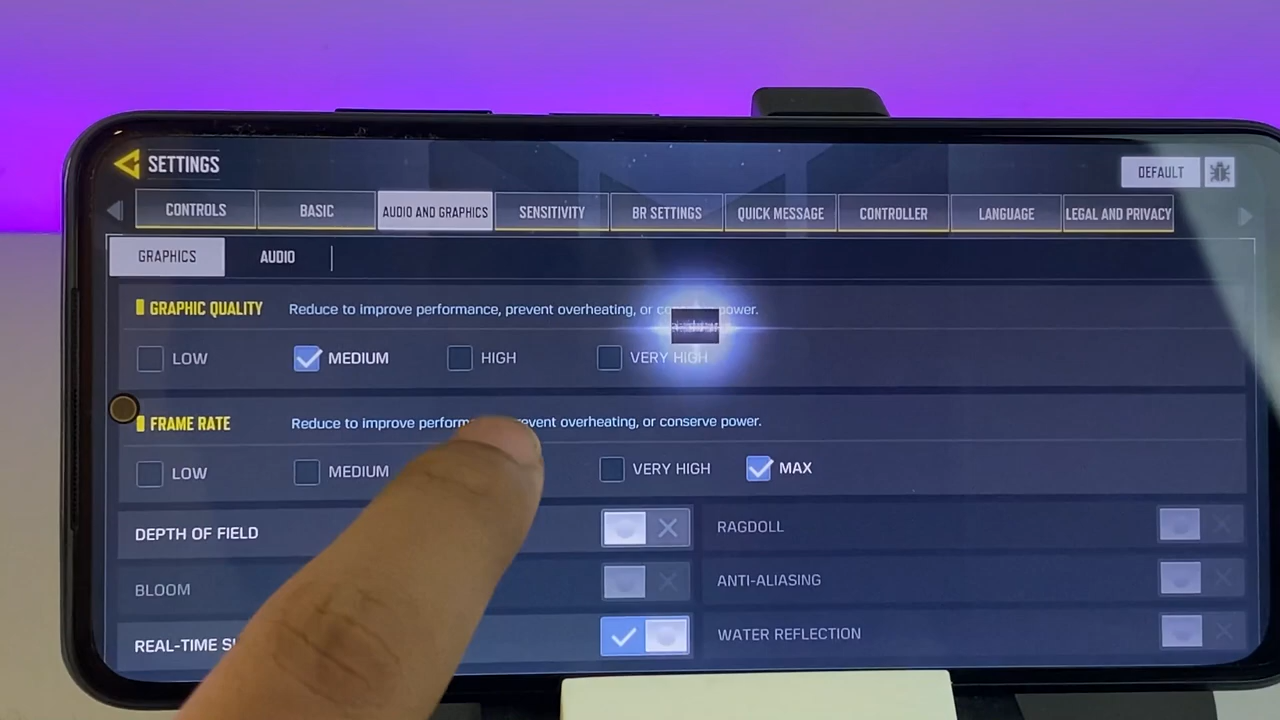 SETTINGS
DEFAULT
CONTROLS
BASIC
AUDIO AND GRAPHICS
SENSITIVITY
BR SETTINGS
QUICK MESSAGE
CONTROLLER
LANGUAGE
LEGAL AND PRIVACY
GRAPHICS
AUDIO
GRAPHIC QUALITY
Reduce to improve performance, prevent overheating, or power.
LOW
MEDIUM
HIGH
VERY HIGH
FRAME RATE
Reduce to improve overheating, or conserve power.
LOW
MEDIUM
VERY HIGH
MAX
DEPTH OF FIELD
RAGDOLL
BLOOM
ANTI-ALIASING
REAL-TIME
WATER REFLECTION